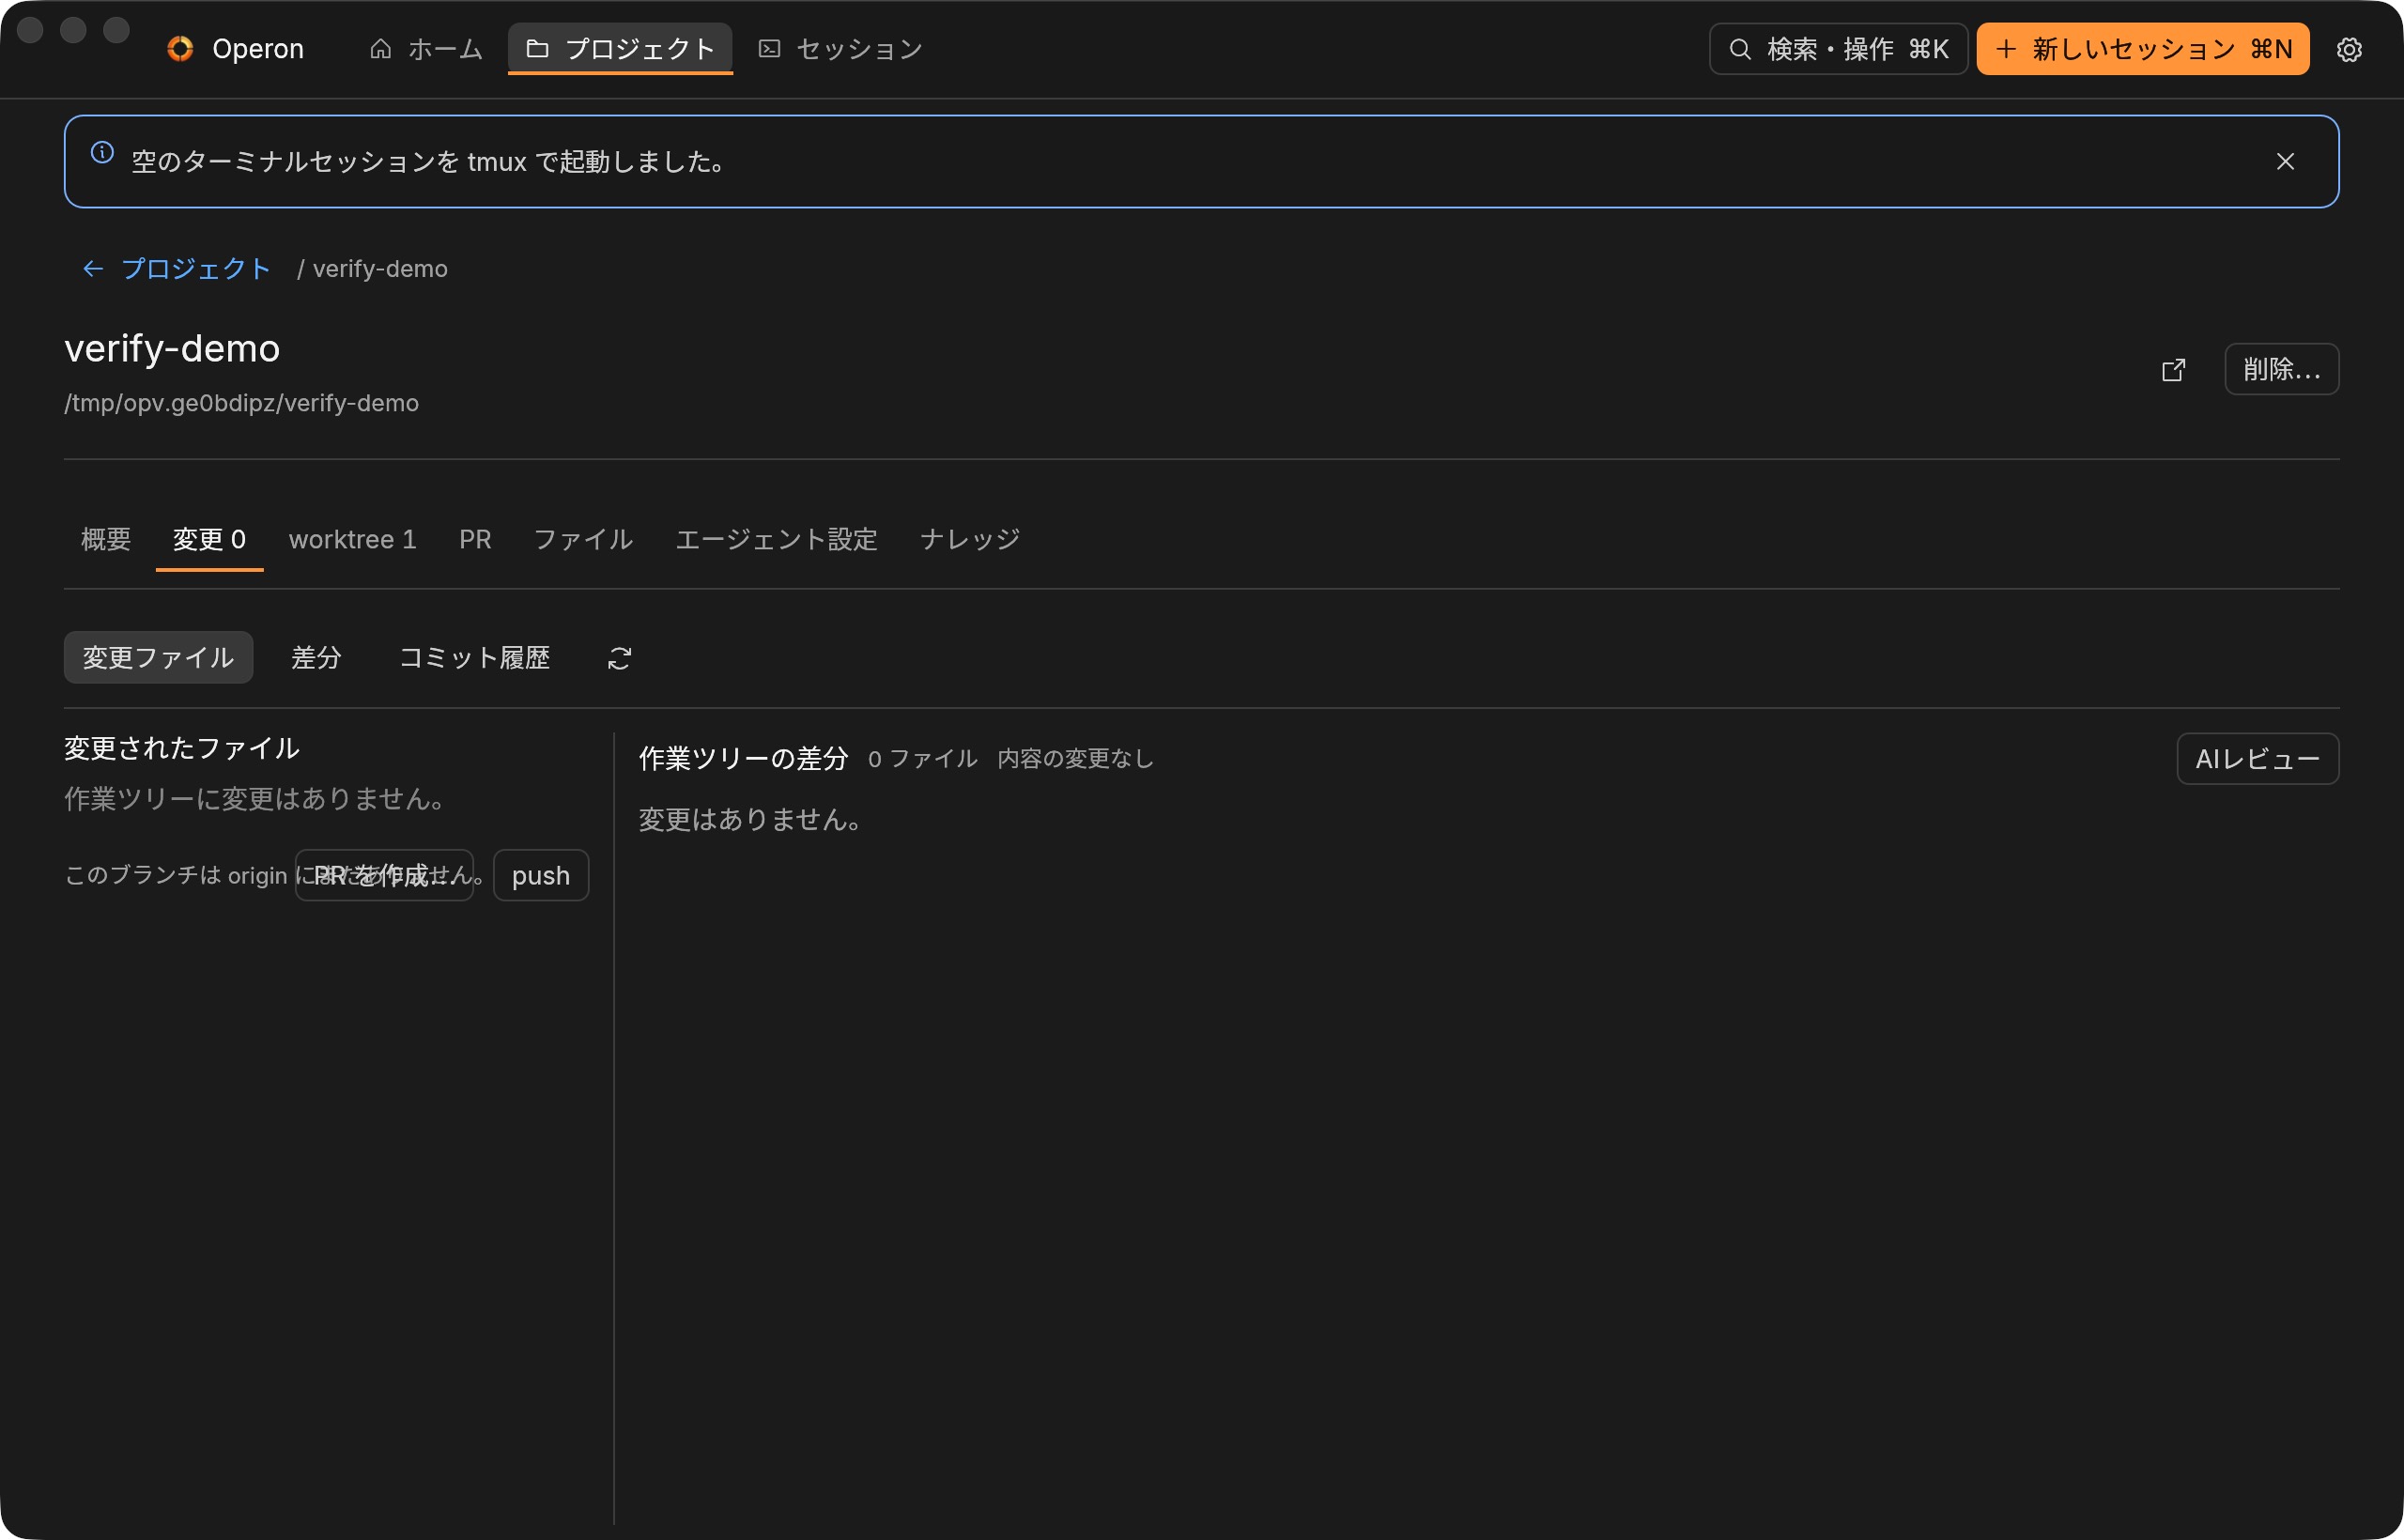 Operon ホーム プロジェクト セッション 検索・操作 ⌘K 新しいセッション ⌘N
空のターミナルセッションを tmux で起動しました。
← プロジェクト / verify-demo
verify-demo
/tmp/opv.ge0bdipz/verify-demo
削除...
概要 変更 0 worktree 1 PR ファイル エージェント設定 ナレッジ
変更ファイル 差分 コミット履歴
変更されたファイル
作業ツリーに変更はありません。
このブランチは origin にまだありません。 PR を作成... push
作業ツリーの差分 0 ファイル 内容の変更なし AIレビュー
変更はありません。